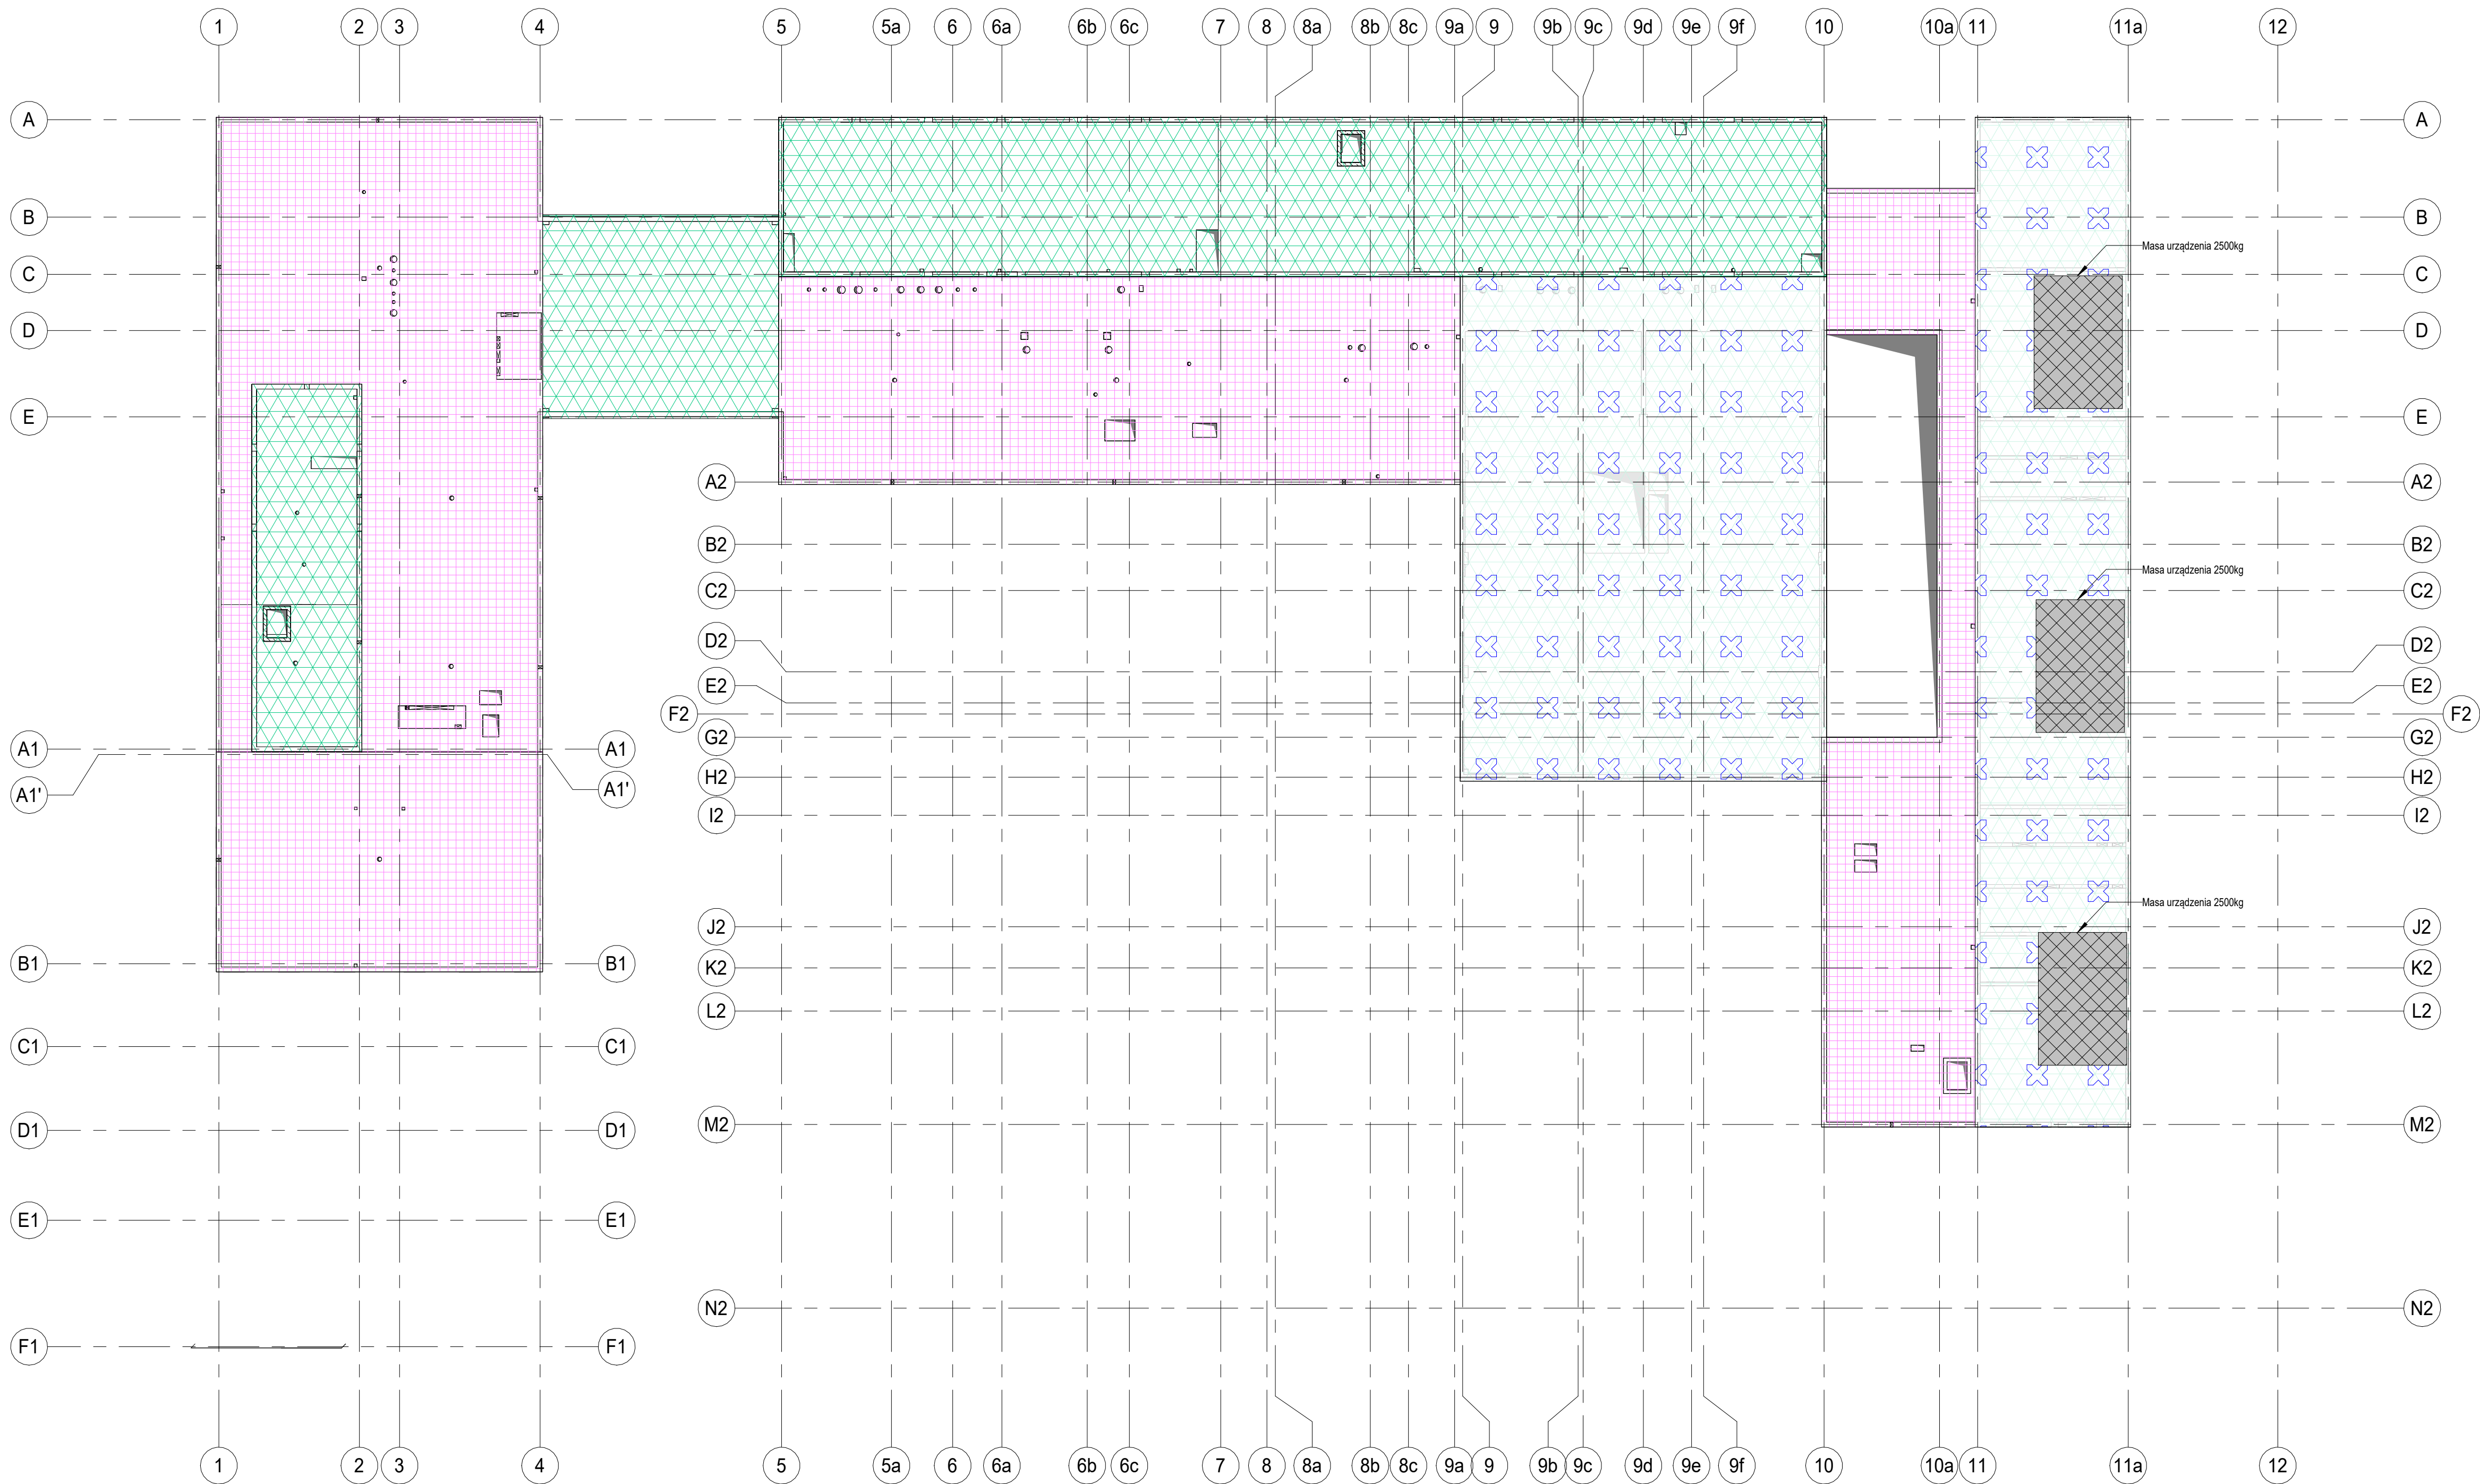 1 2 3 4 5 5a 6 6a 6b 6c 7 8 8a 8b 8c 9a 9 9b 9c 9d 9e 9f 10 10a 11 11a 12
A A
B B
Masa urządzenia 2500kg
C C
D D
E E
A2 A2
B2 B2
Masa urządzenia 2500kg
C2 C2
D2 D2
E2 E2
F2 F2
G2 G2
A1 A1
H2 H2
A1' A1'
I2 I2
Masa urządzenia 2500kg
J2 J2
B1 B1
K2 K2
L2 L2
C1 C1
M2 M2
D1 D1
E1 E1
N2 N2
F1 F1
1 2 3 4 5 5a 6 6a 6b 6c 7 8 8a 8b 8c 9a 9 9b 9c 9d 9e 9f 10 10a 11 11a 12